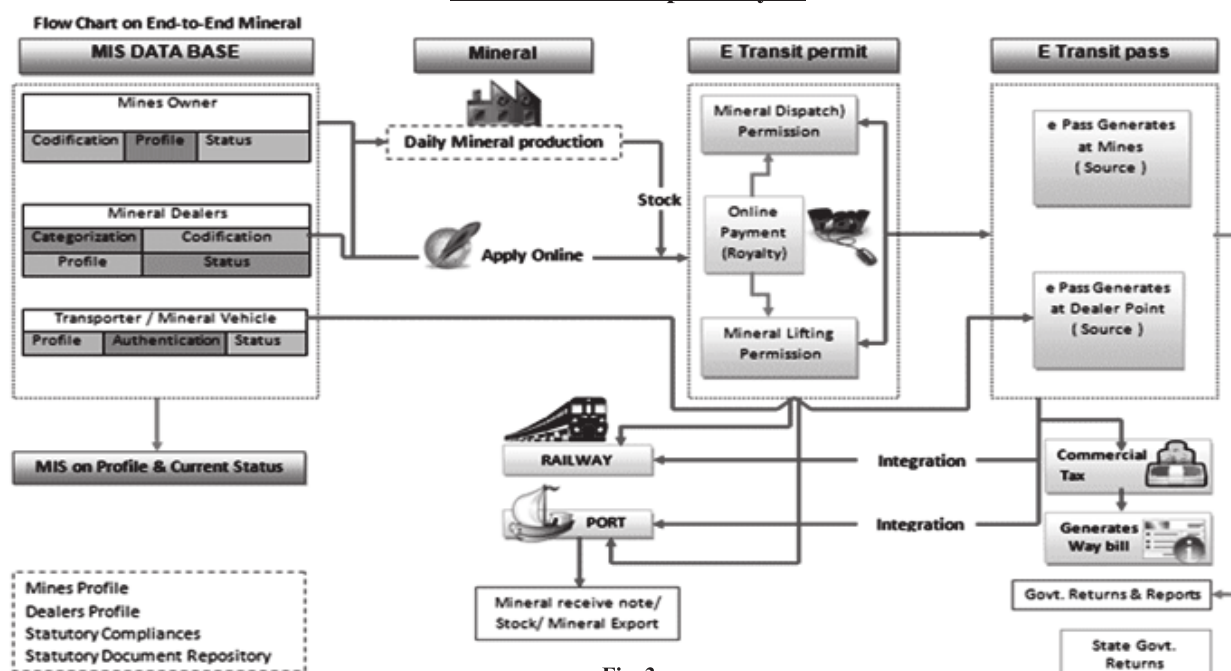 Flow Chart on End-to-End Mineral
MIS DATA BASE
Mineral
E Transit permit
E Transit pass
Mines Owner
Codification
Profile
Status
Mineral Dealers
Categorization
Codification
Profile
Status
Transporter / Mineral Vehicle
Profile
Authentication
Status
MIS on Profile & Current Status
Mines Profile
Dealers Profile
Statutory Compliances
Statutory Document Repository
Daily Mineral production
Stock
Apply Online
Mineral Dispatch)
Permission
Online
Payment
(Royalty)
Mineral Lifting
Permission
e Pass Generates
at Mines
( Source )
e Pass Generates
at Dealer Point
( Source )
RAILWAY
Integration
PORT
Integration
Mineral receive note/
Stock/ Mineral Export
Commercial
Tax
Generates
Way bill
Govt. Returns & Reports
State Govt.
Returns